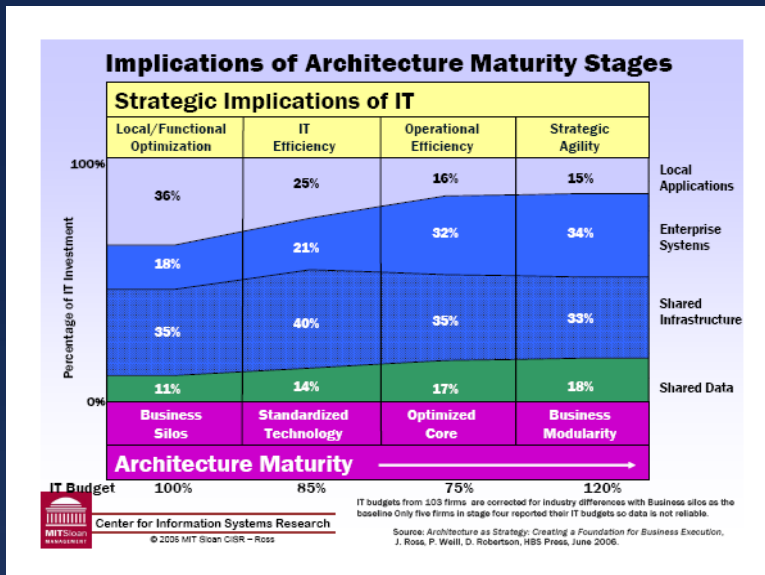 Implications of Architecture Maturity Stages
Strategic Implications of IT
Local/Functional Optimization
IT Efficiency
Operational Efficiency
Strategic Agility
100%
36%
25%
16%
15%
Local Applications
18%
21%
32%
34%
Enterprise Systems
35%
40%
35%
33%
Shared Infrastructure
11%
14%
17%
18%
Shared Data
0%
Percentage of IT Investment
Business Silos
Standardized Technology
Optimized Core
Business Modularity
Architecture Maturity
IT Budget 100% 85% 75% 120%
IT budgets from 103 firms are corrected for industry differences with Business silos as the
baseline Only five firms in stage four reported their IT budgets so data is not reliable.
MITSloan
MANAGEMENT
Center for Information Systems Research
© 2005 MIT Sloan CISR – Ross
Source: Architecture as Strategy: Creating a Foundation for Business Execution,
J. Ross, P. Weill, D. Robertson, HBS Press, June 2006.